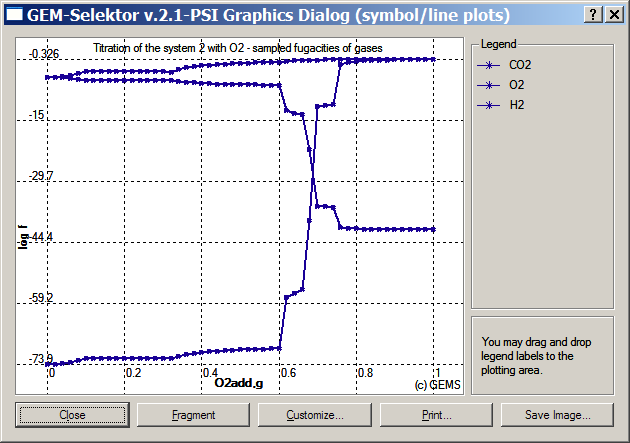 GEM-Selektor v.2.1-PSI Graphics Dialog (symbol/line plots)
Titration of the system 2 with O2 - sampled fugacities of gases
-0.326
-15
-29.7
-44.4
-59.2
-73.9
log f
0
0.2
0.4
0.6
0.8
1
O2add,g
(c) GEMS
Legend
CO2
O2
H2
You may drag and drop
legend labels to the
plotting area.
Close
Fragment
Customize...
Print...
Save Image...